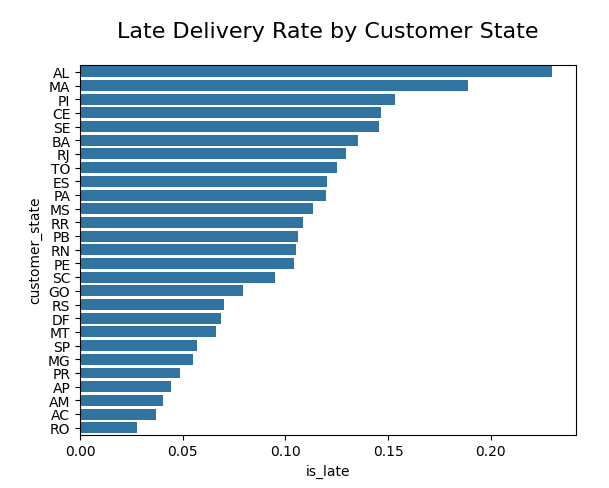 Late Delivery Rate by Customer State
customer_state
AL
MA
PI
CE
SE
BA
RJ
TO
ES
PA
MS
RR
PB
RN
PE
SC
GO
RS
DF
MT
SP
MG
PR
AP
AM
AC
RO
0.00 0.05 0.10 0.15 0.20
is_late